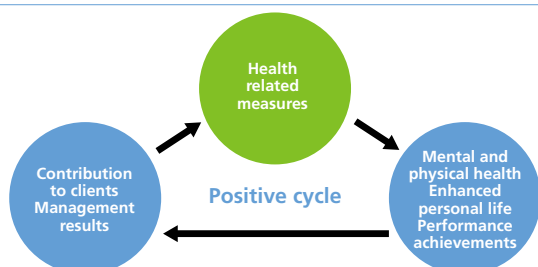 Health
related
measures
Contribution
to clients
Management
results
Positive cycle
Mental and
physical health
Enhanced
personal life
Performance
achievements